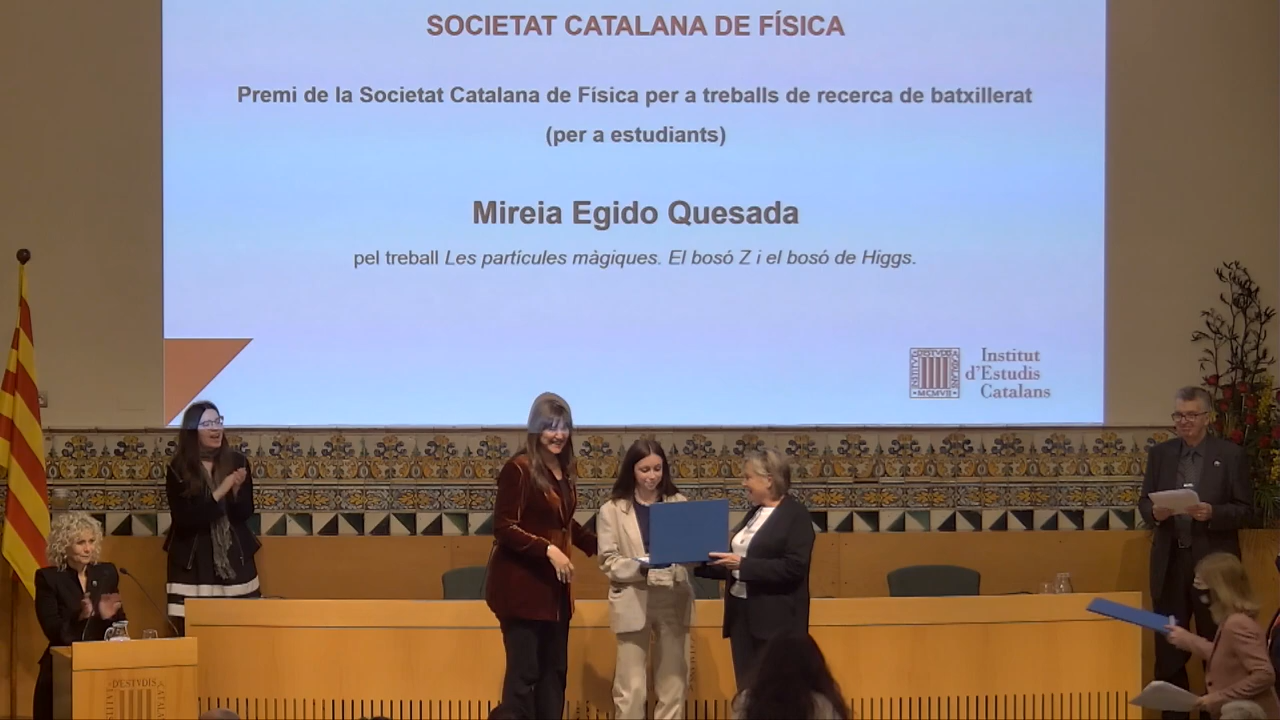 SOCIETAT CATALANA DE FÍSICA
Premi de la Societat Catalana de Física per a treballs de recerca de batxillerat
(per a estudiants)
Mireia Egido Quesada
pel treball Les partícules màgiques. El bosó Z i el bosó de Higgs.
Institut
d'Estudis
Catalans